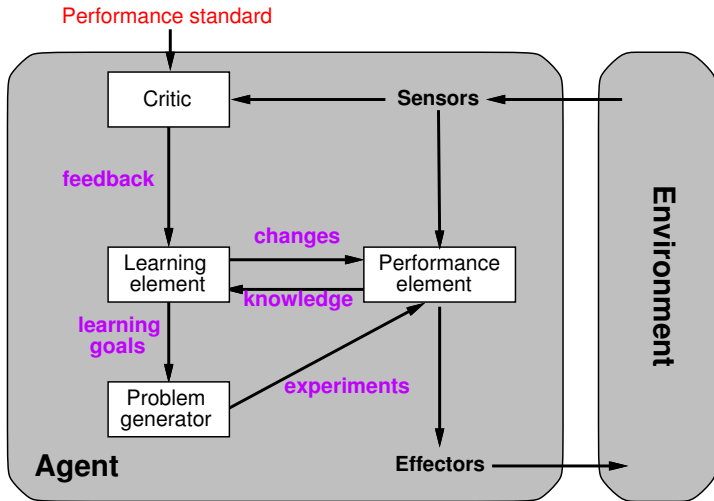 Performance standard
Critic
Sensors
feedback
changes
Learning
element
Performance
element
knowledge
learning
goals
experiments
Problem
generator
Agent
Effectors
Environment